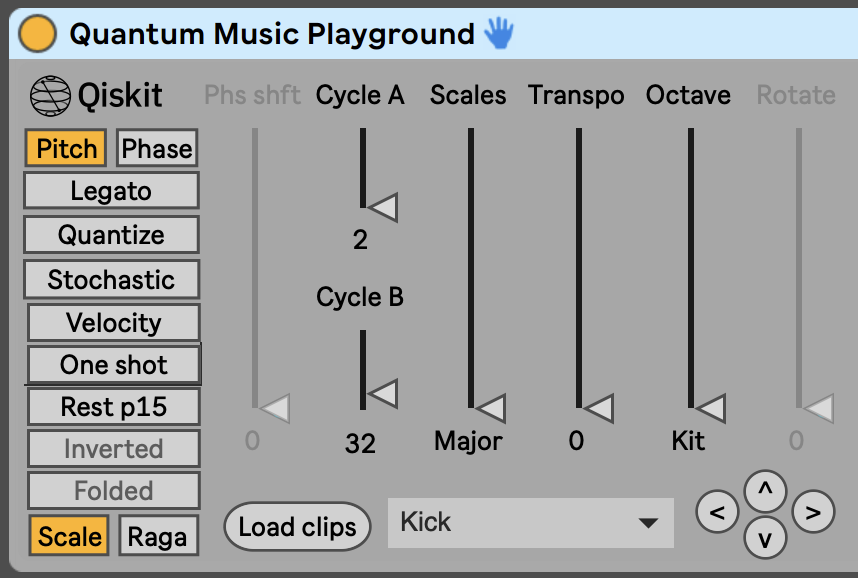 Quantum Music Playground
Qiskit
Phs shft Cycle A Scales Transpo Octave Rotate
Pitch Phase
Legato
Quantize
2
Stochastic
Cycle B
Velocity
One shot
Rest p15
0 32 Major 0 Kit 0
Inverted
Folded
Scale Raga
Load clips Kick
< ^ v >